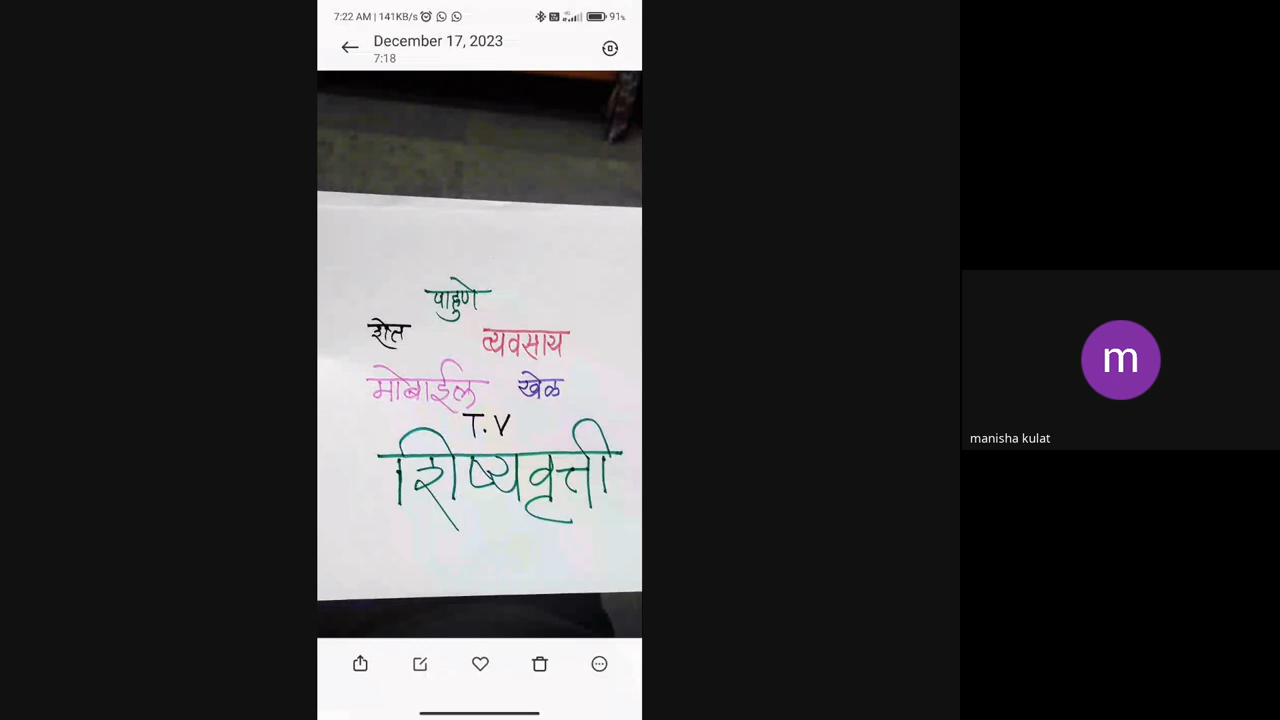 7:22 AM | 141KB/s
91%
December 17, 2023
7:18
पाहुणे
शेत व्यवसाय
मोबाईल खेळ
T.V
शिष्यवृत्ती
m
manisha kulat